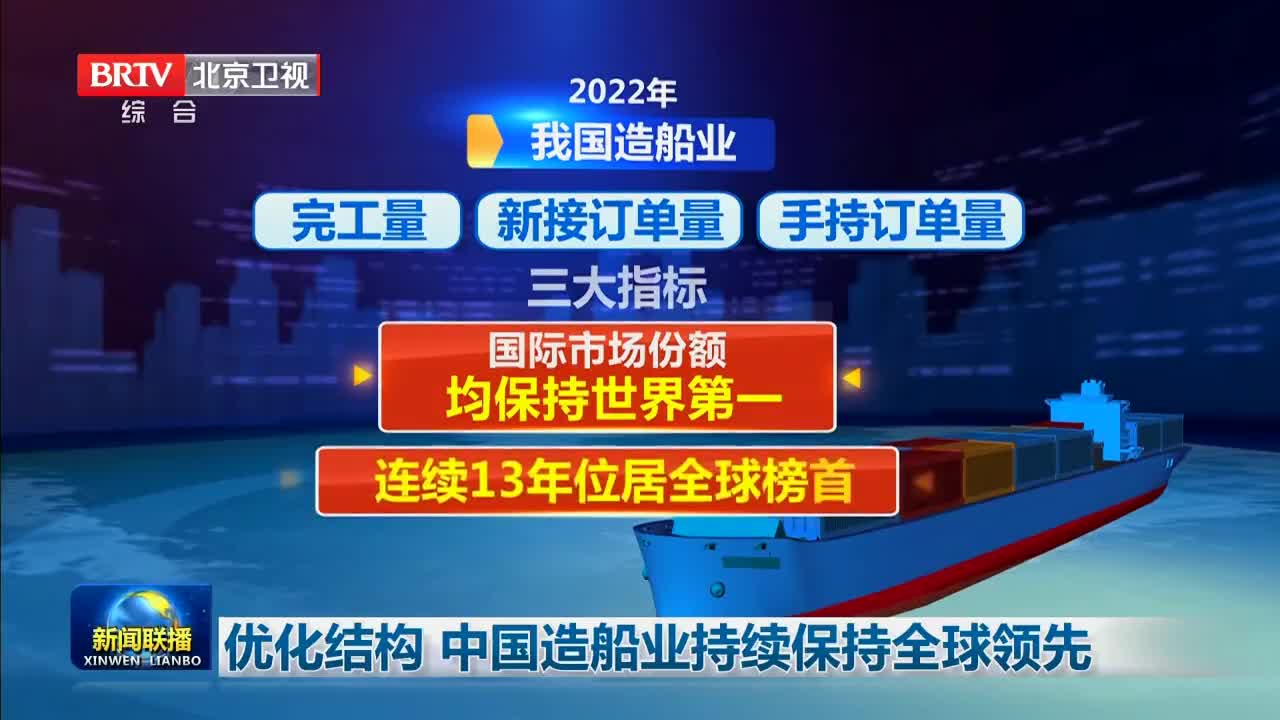 BRTV 北京卫视
综合
2022年
我国造船业
完工量 新接订单量 手持订单量
三大指标
国际市场份额
均保持世界第一
连续13年位居全球榜首
新闻联播
XINWEN LIANBO
优化结构 中国造船业持续保持全球领先